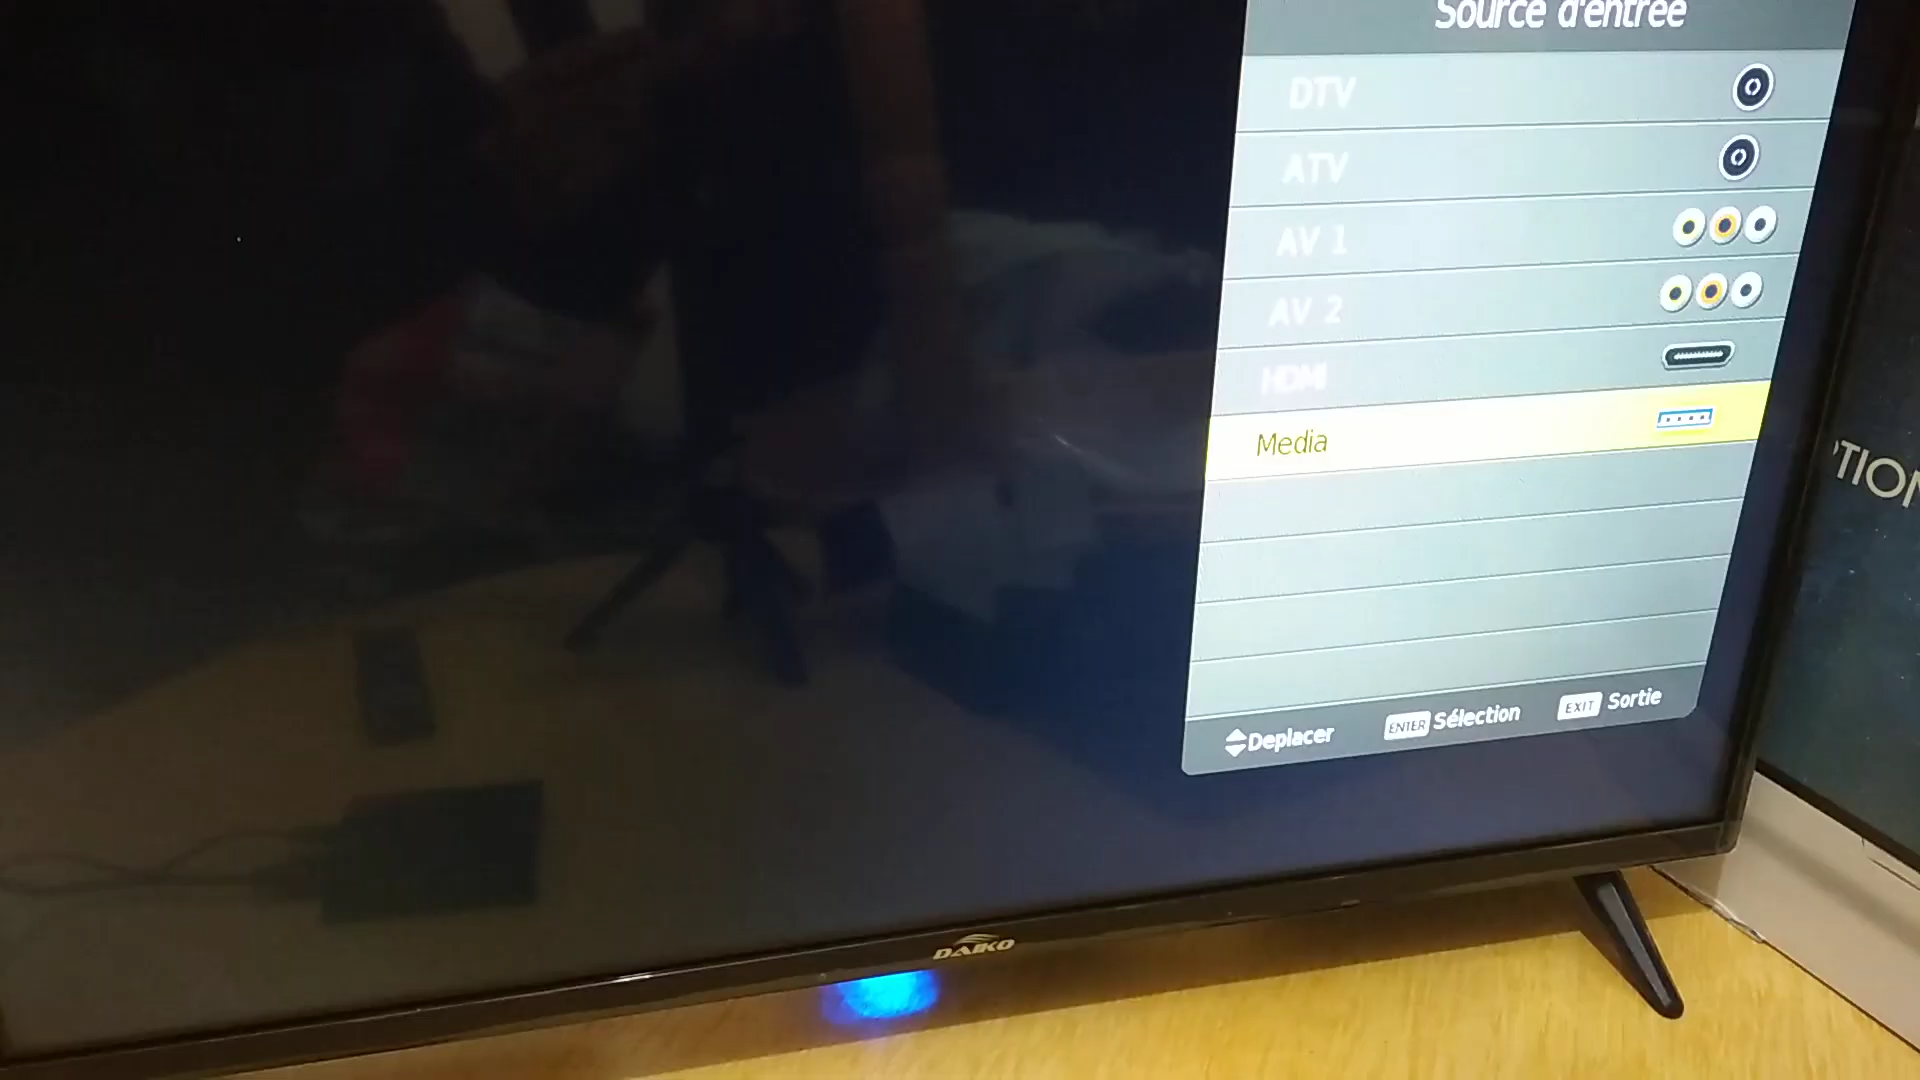 Source d'entrée
DTV
ATV
AV 1
AV 2
HDMI
Media
Deplacer
ENTER Sélection
EXIT Sortie
DAIKO